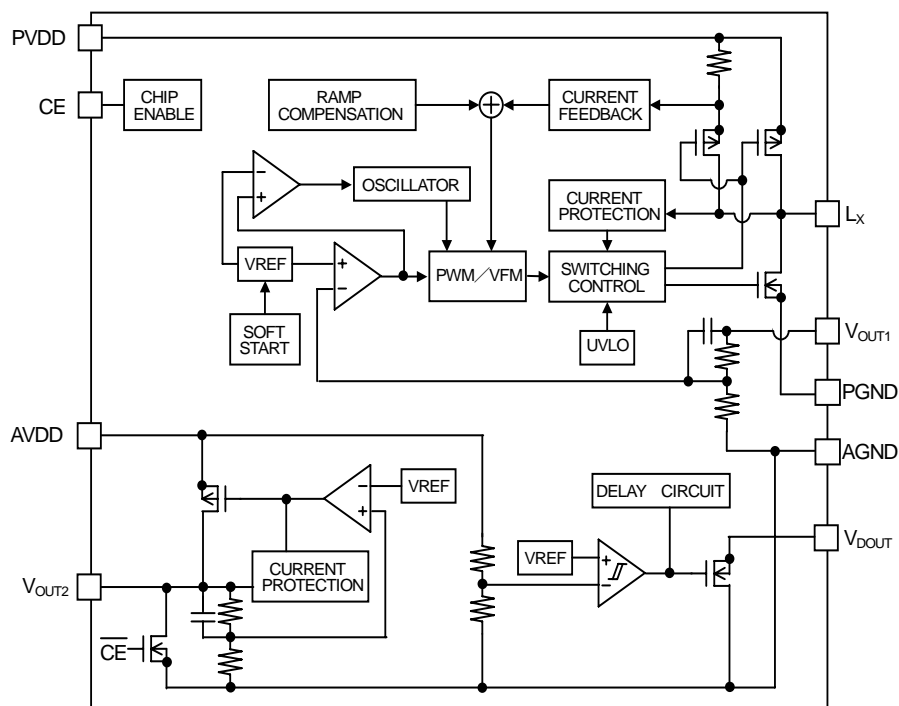 PVDD
CE
CHIP
ENABLE
RAMP
COMPENSATION
+
CURRENT
FEEDBACK
−
+
OSCILLATOR
CURRENT
PROTECTION
LX
VREF
+
−
PWM/VFM
SWITCHING
CONTROL
SOFT
START
UVLO
VOUT1
PGND
AVDD
AGND
−
+
VREF
DELAY CIRCUIT
VREF
+
−
VDOUT
VOUT2
CURRENT
PROTECTION
C̅E̅